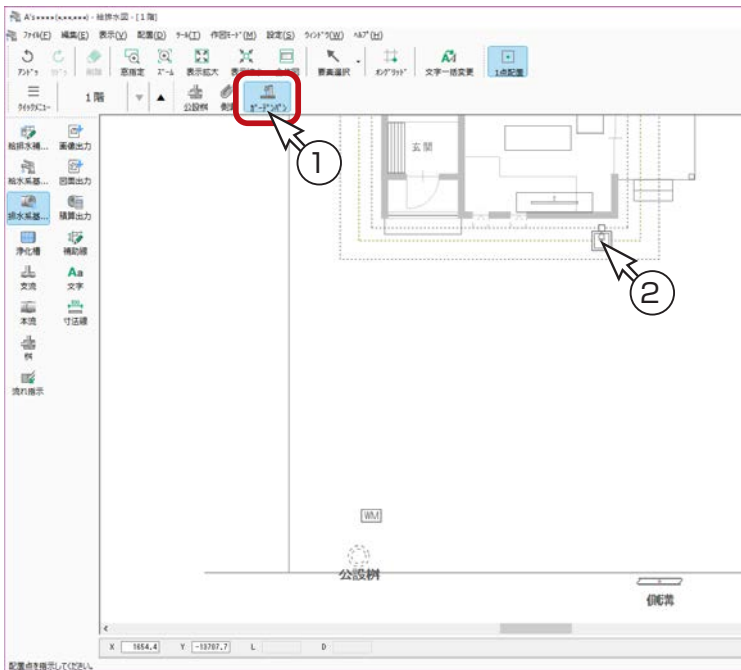 A's∗∗∗∗(x,xx,xxx) - 給排水図 - [1 階]
ﾌｧｲﾙ(F) 編集(E) 表示(V) 配置(D) ﾂｰﾙ(T) 作図ﾓｰﾄﾞ(M) 設定(S) ｳｨﾝﾄﾞｳ(W) ﾍﾙﾌﾟ(H)
ｱﾝﾄﾞｩ 削除 窓指定 ｽﾞｰﾑ 表示拡大 要素選択 ｵﾝｸﾞﾘｯﾄﾞ 文字一括変更 1点配置
ｸｲｯｸﾒﾆｭｰ 1 階 ▼ ▲ 公設桝 側溝 ｶﾞｰﾃﾞﾝﾊﾟﾝ
①
給排水補... 画像出力
給水系基... 図面出力
排水系基... 積算出力
浄化槽 補助線
支流 文字
本流 寸法線
桝
流れ指示
玄関
②
WM
公設桝
側溝
X 1654.4 Y -13707.7 L D
配置点を指示してください。